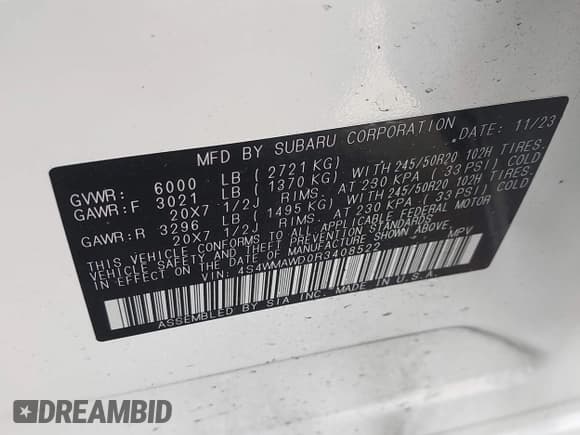 MFD BY SUBARU CORPORATION DATE: 11/23
GVWR: 6000 LB (2721 KG)
GAWR:F 3021 LB (1370 KG) WITH 245/50R20 102H TIRES.
20X7 1/2J RIMS. AT 230 KPA (33 PSI) COLD
GAWR:R 3296 LB (1495 KG) WITH 245/50R20 102H TIRES.
20X7 1/2J RIMS. AT 230 KPA (33 PSI) COLD
THIS VEHICLE CONFORMS TO ALL APPLICABLE FEDERAL MOTOR
VEHICLE SAFETY AND THEFT PREVENTION STANDARDS
IN EFFECT ON THE DATE OF MANUFACTURE SHOWN ABOVE.
VIN: 4S4WMAWD0R3408522 MPV
ASSEMBLED BY SIA INC. MADE IN U.S.A.
DREAMBID